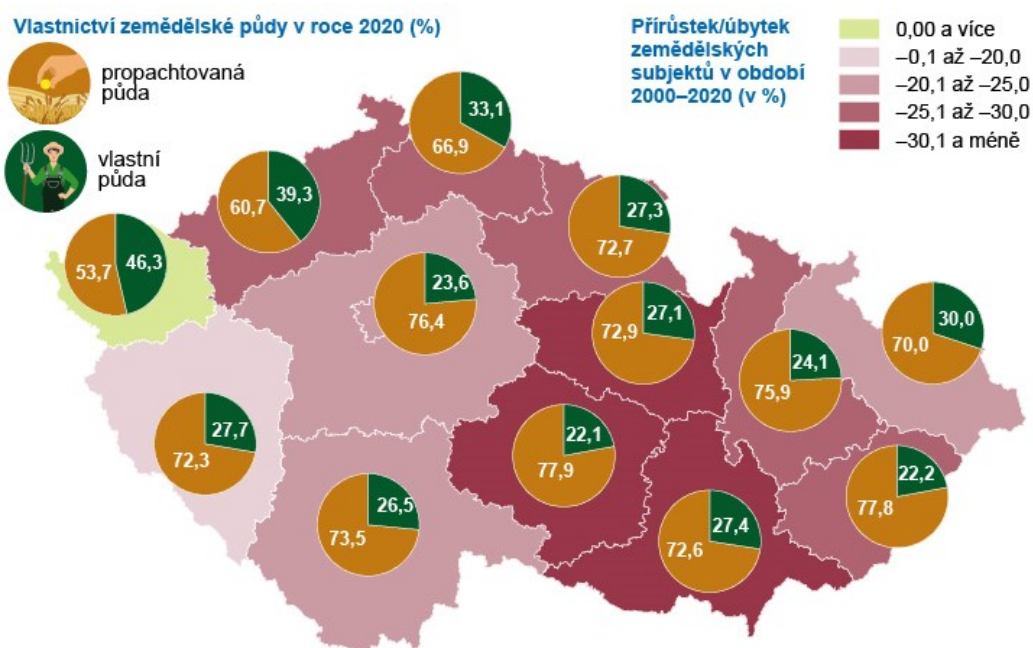 Vlastnictví zemědělské půdy v roce 2020 (%)
propachtovaná
půda
vlastní
půda
Přírůstek/úbytek
zemědělských
subjektů v období
2000–2020 (v %)
0,00 a více
–0,1 až –20,0
–20,1 až –25,0
–25,1 až –30,0
–30,1 a méně
33,1
66,9
39,3
60,7
27,3
72,7
46,3
53,7
23,6
76,4
27,1
72,9
30,0
70,0
24,1
75,9
27,7
72,3
22,1
77,9
22,2
77,8
26,5
73,5
27,4
72,6